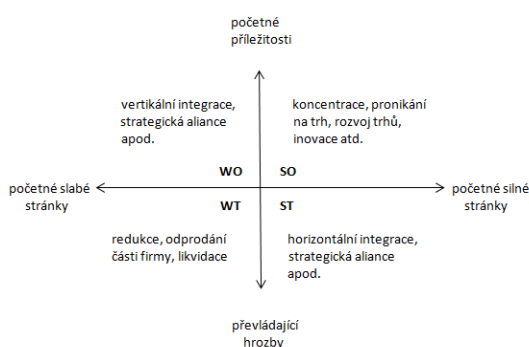 početné
příležitosti
vertikální integrace,
strategická aliance
apod.
koncentrace, pronikání
na trh, rozvoj trhů,
inovace atd.
WO
SO
početné slabé
stránky
početné silné
stránky
WT
ST
redukce, odprodání
části firmy, likvidace
horizontální integrace,
strategická aliance
apod.
převládající
hrozby